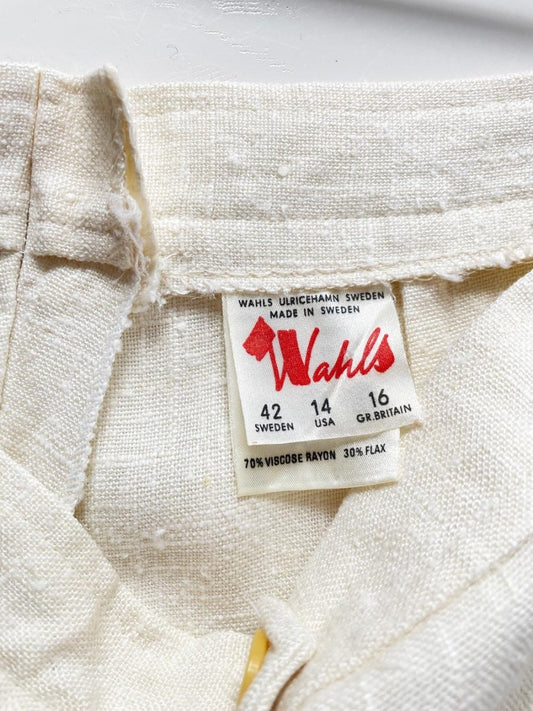 WAHLS ULRICEHAMN SWEDEN
MADE IN SWEDEN
Wahls
42 14 16
SWEDEN USA GR.BRITAIN
70% VISCOSE RAYON 30% FLAX